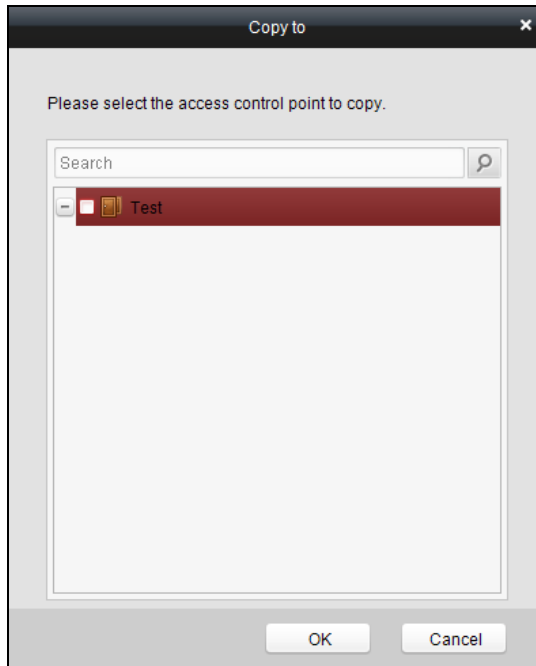 Copy to
Please select the access control point to copy.
Search
Test
OK
Cancel